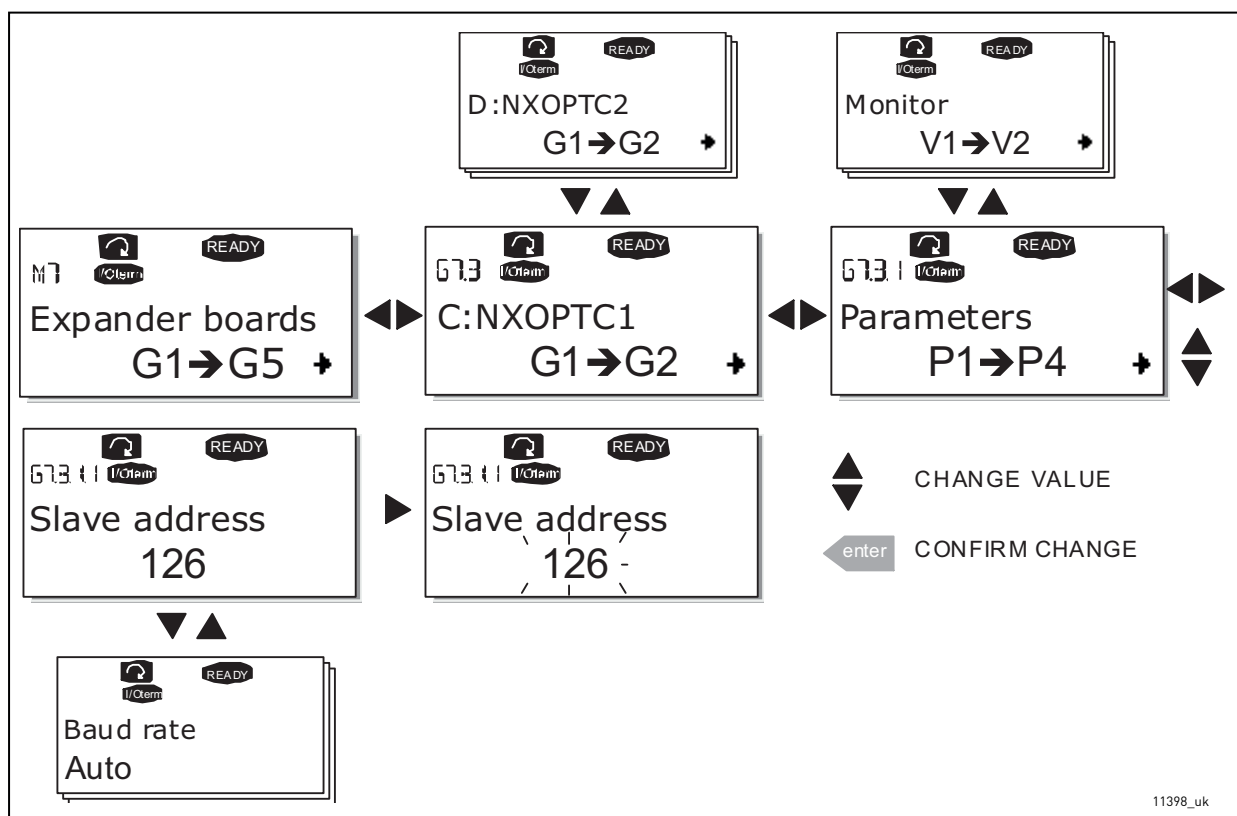 I/Oterm READY
D:NXOPTC2
G1➔G2
I/Oterm READY
Monitor
V1➔V2
M7 I/Oterm READY
Expander boards
G1➔G5
G7.3 I/Oterm READY
C:NXOPTC1
G1➔G2
G7.3.1 I/Oterm READY
Parameters
P1➔P4
G7.3.1.1 I/Oterm READY
Slave address
126
G7.3.1.1 I/Oterm READY
Slave address
126
CHANGE VALUE
enter CONFIRM CHANGE
I/Oterm READY
Baud rate
Auto
11398_uk